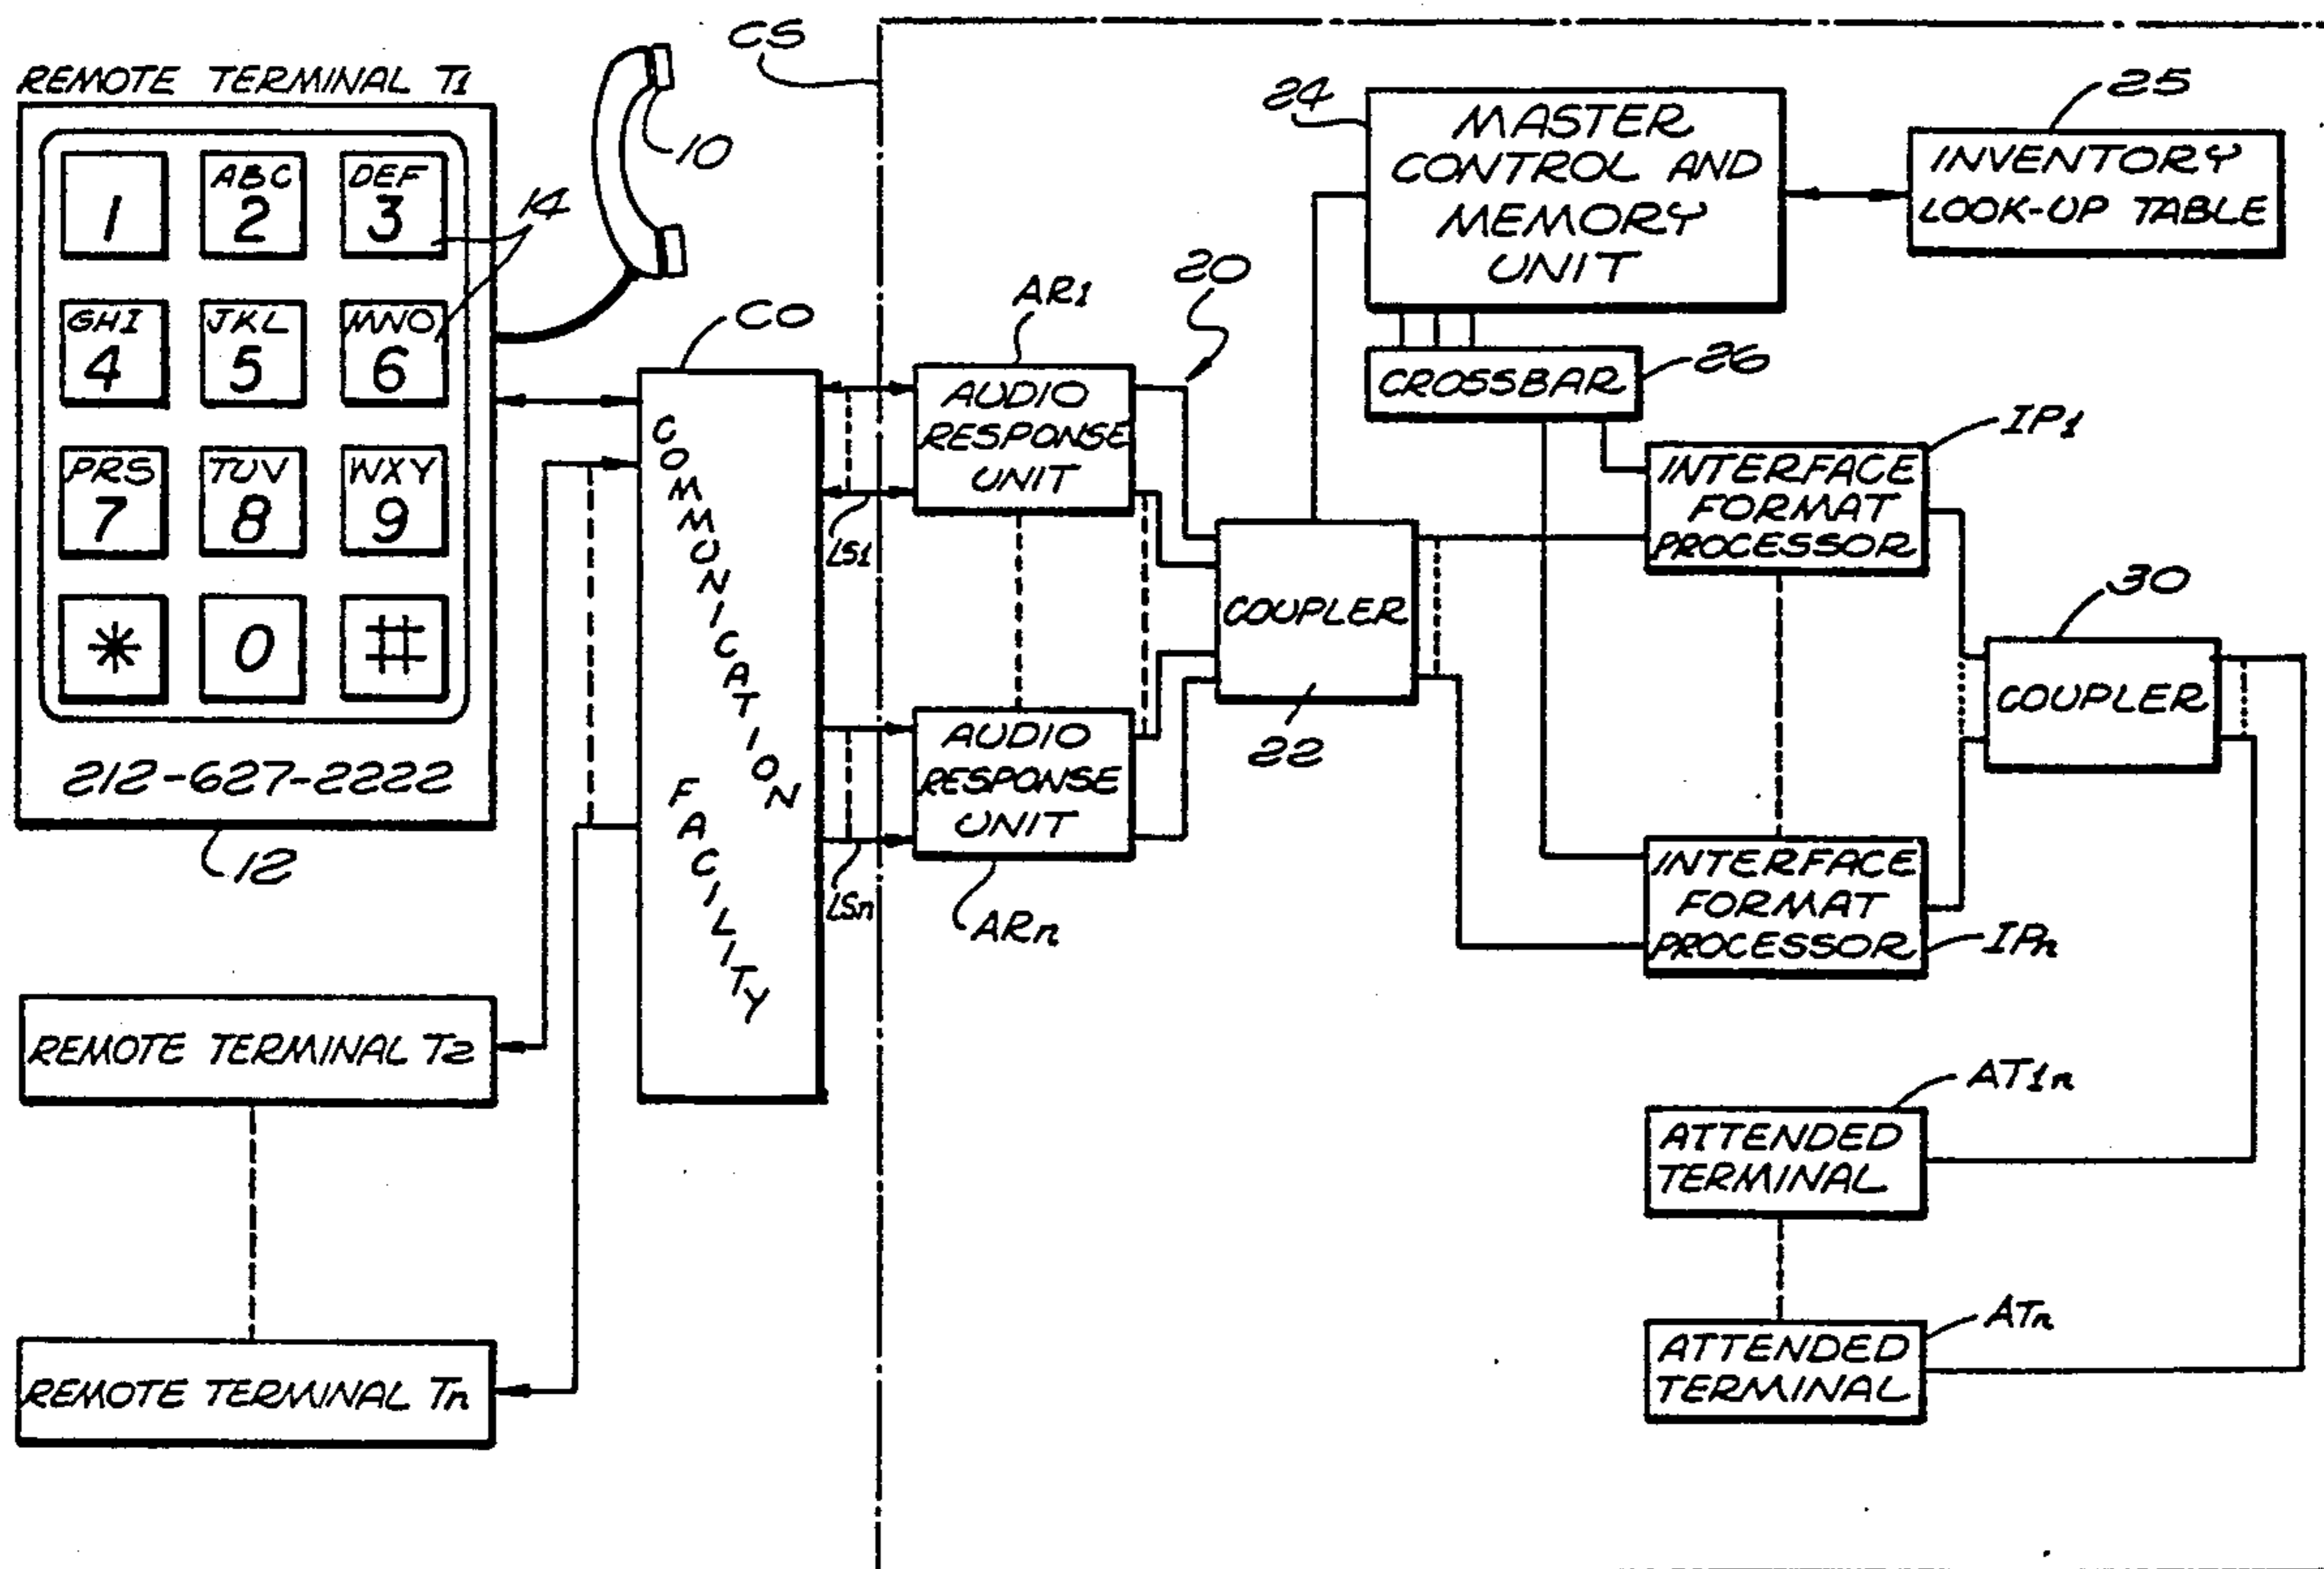 REMOTE TERMINAL T1
1
ABC
2
DEF
3
GHI
4
JKL
5
MNO
6
PRS
7
TUV
8
WXY
9
*
0
#
212-627-2222
12
14
10
REMOTE TERMINAL T2
REMOTE TERMINAL Tn
CO
COMMUNICATION
FACILITY
CS
LS1
LSn
AR1
AUDIO
RESPONSE
UNIT
AUDIO
RESPONSE
UNIT
ARn
20
COUPLER
22
24
MASTER
CONTROL AND
MEMORY
UNIT
25
INVENTORY
LOOK-UP TABLE
CROSSBAR
26
IP1
INTERFACE
FORMAT
PROCESSOR
INTERFACE
FORMAT
PROCESSOR
IPn
30
COUPLER
AT1n
ATTENDED
TERMINAL
ATn
ATTENDED
TERMINAL